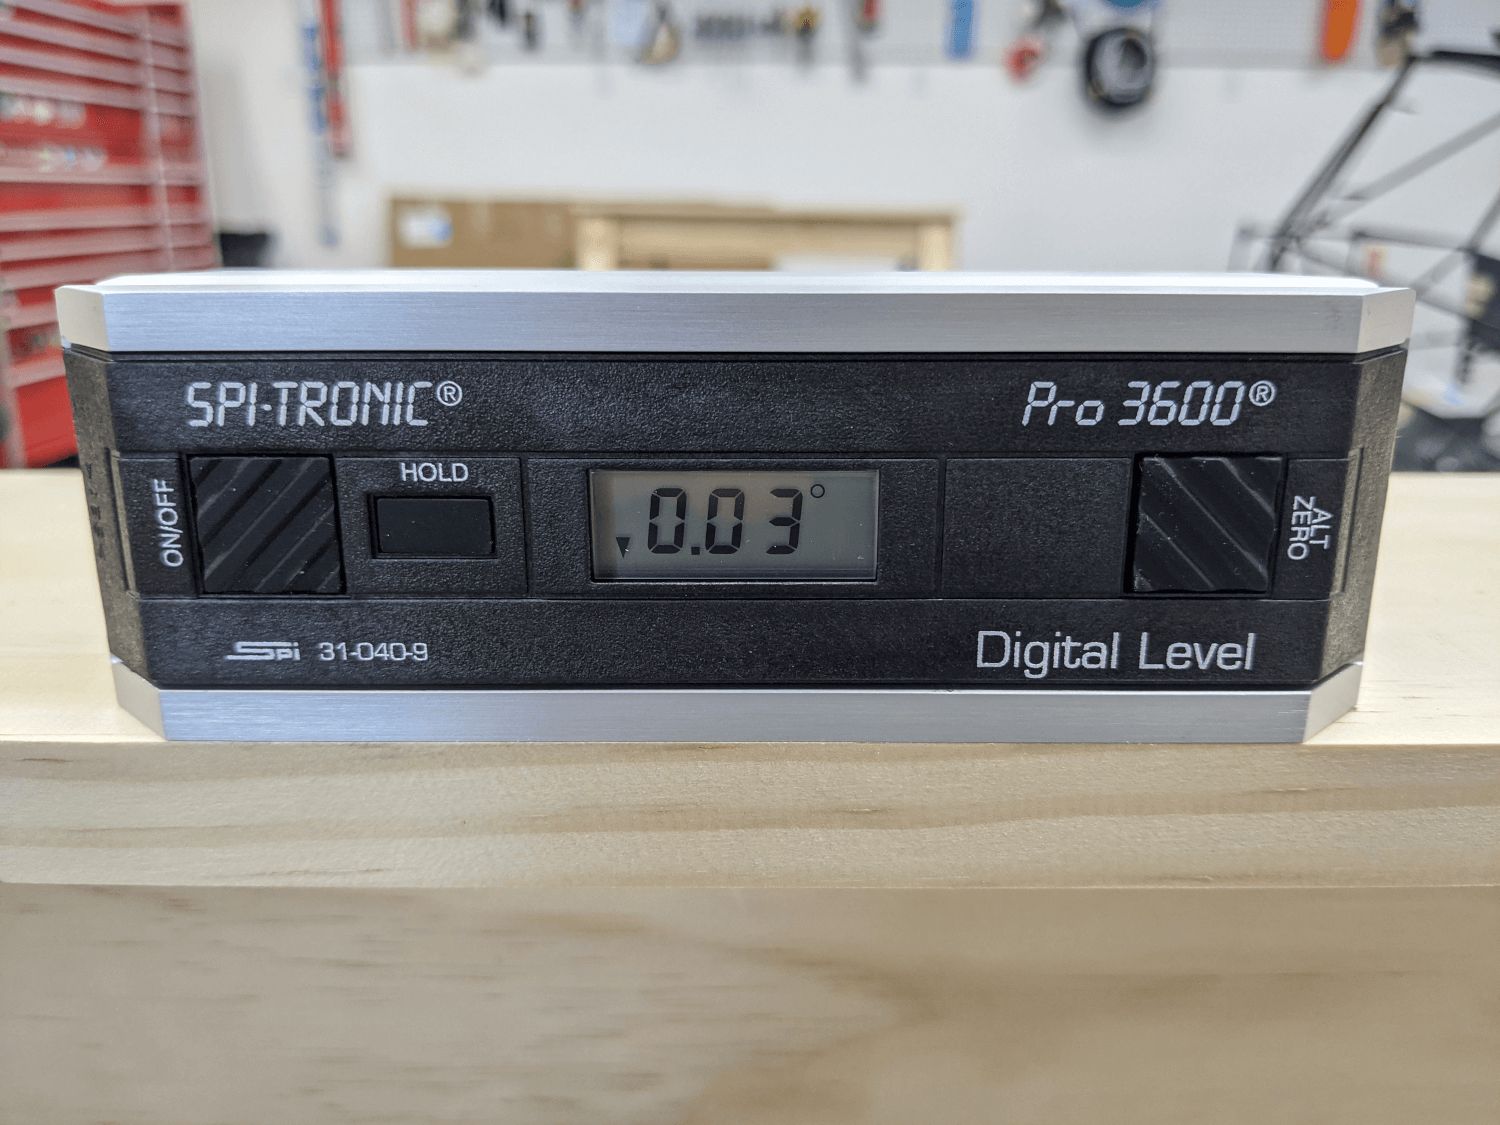 SPI-TRONIC®
Pro 3600®
ON/OFF
HOLD
0.03°
ALT
ZERO
SPI 31-040-9
Digital Level